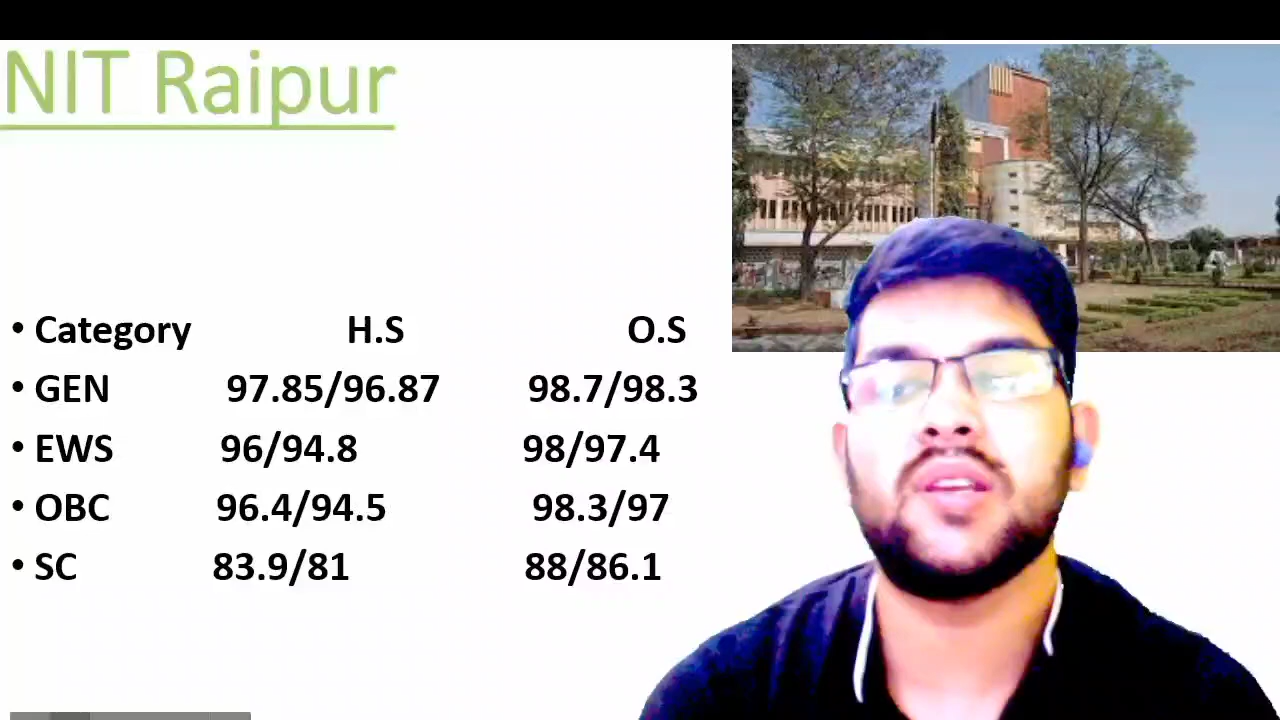 NIT Raipur
• Category H.S O.S
• GEN 97.85/96.87 98.7/98.3
• EWS 96/94.8 98/97.4
• OBC 96.4/94.5 98.3/97
• SC 83.9/81 88/86.1